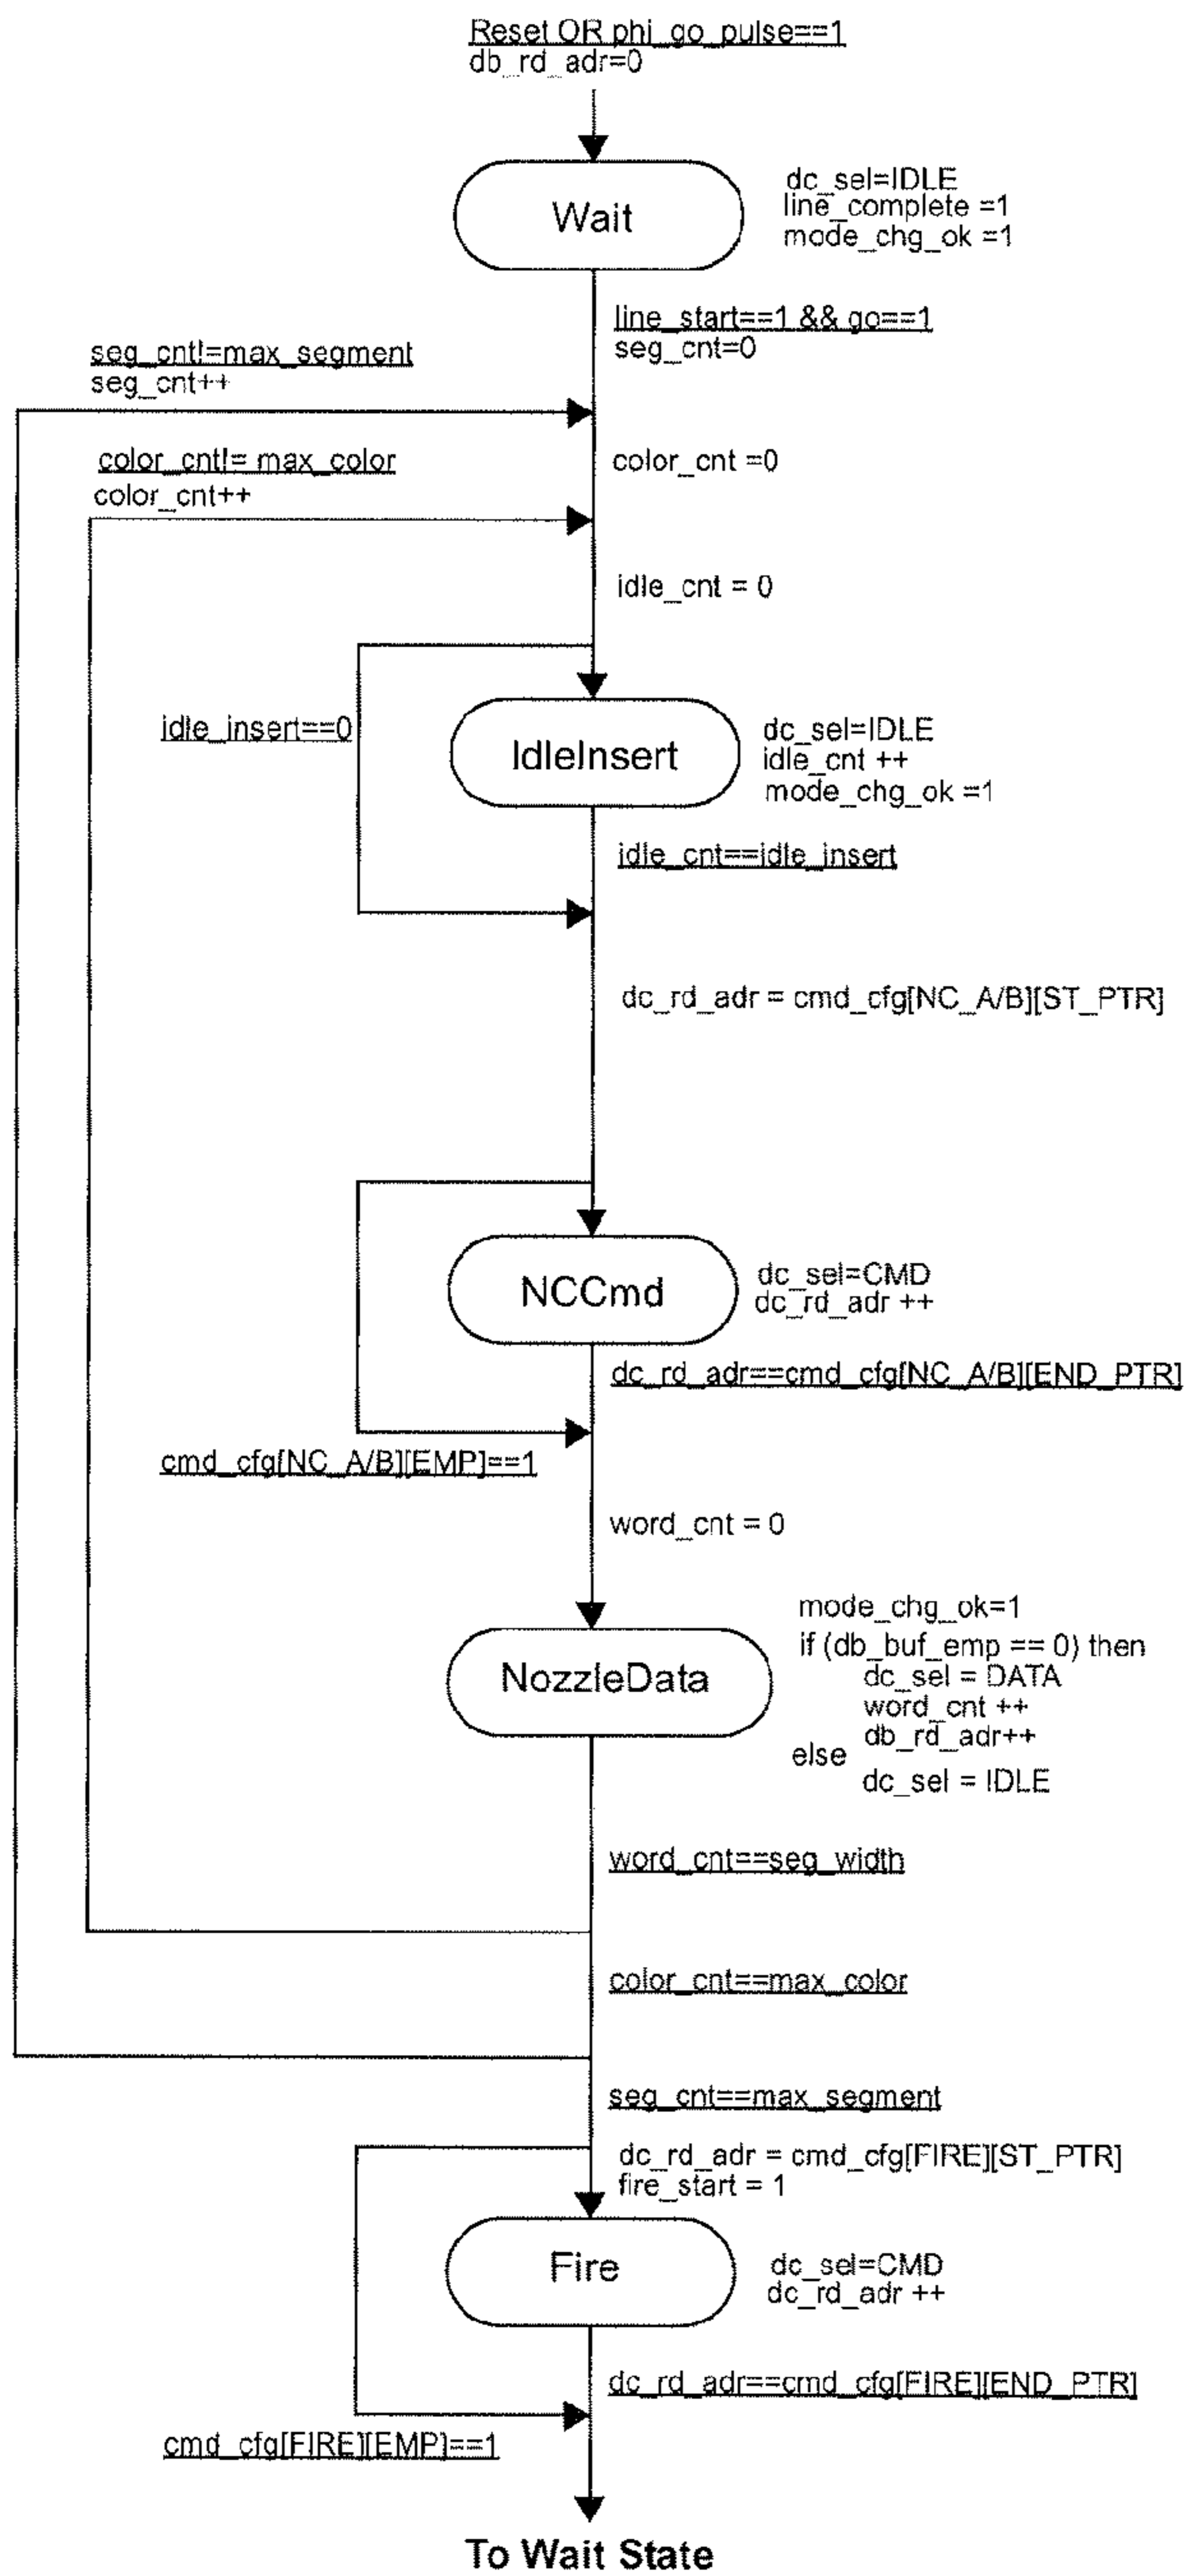 Reset OR phi_go_pulse==1
db_rd_adr=0
Wait
dc_sel=IDLE
line_complete =1
mode_chg_ok =1
line_start==1 && go==1
seg_cnt=0
seg_cnt!=max_segment
seg_cnt++
color_cnt =0
color_cnt!= max_color
color_cnt++
idle_cnt = 0
idle_insert==0
IdleInsert
dc_sel=IDLE
idle_cnt ++
mode_chg_ok =1
idle_cnt==idle_insert
dc_rd_adr = cmd_cfg[NC_A/B][ST_PTR]
NCCmd
dc_sel=CMD
dc_rd_adr ++
dc_rd_adr==cmd_cfg[NC_A/B][END_PTR]
cmd_cfg[NC_A/B][EMP]==1
word_cnt = 0
NozzleData
mode_chg_ok=1
if (db_buf_emp == 0) then
dc_sel = DATA
word_cnt ++
db_rd_adr++
else
dc_sel = IDLE
word_cnt==seg_width
color_cnt==max_color
seg_cnt==max_segment
dc_rd_adr = cmd_cfg[FIRE][ST_PTR]
fire_start = 1
Fire
dc_sel=CMD
dc_rd_adr ++
dc_rd_adr==cmd_cfg[FIRE][END_PTR]
cmd_cfg[FIRE][EMP]==1
To Wait State